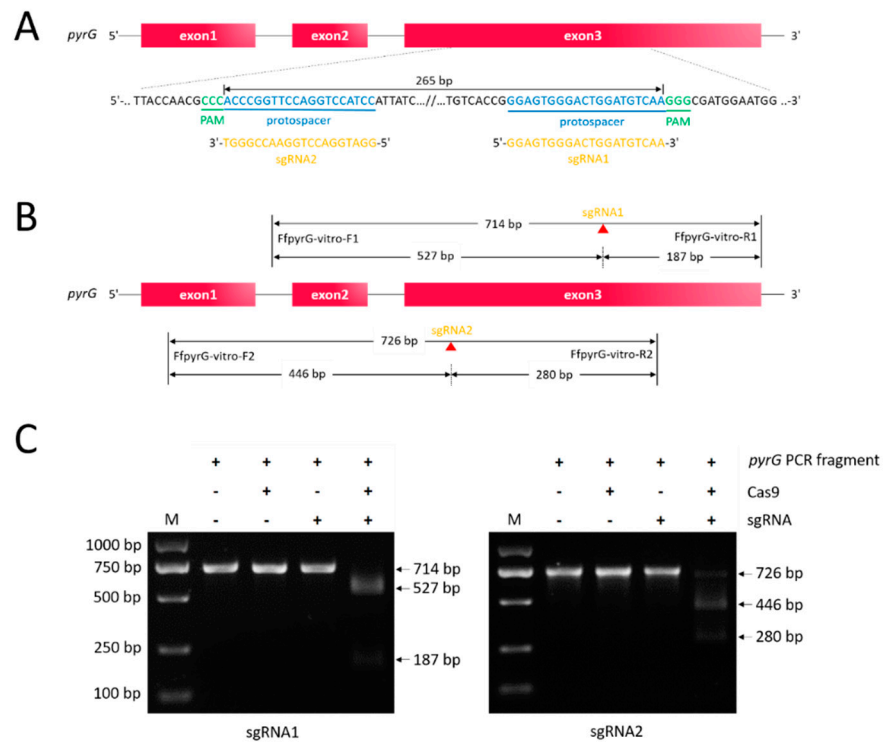 A
pyrG 5' exon1 exon2 exon3 3'
265 bp
5'-.. TTACCAACGCCCACCCGGTTCCAGGTCCATCCATTATC...//...TGTCACCGGGAGTGGGACTGGATGTCAAGGGCGATGGAATGG ..-3'
PAM protospacer protospacer PAM
3'-TGGGCCAAGGTCCAGGTAGG-5' 5'-GGAGTGGGACTGGATGTCAA-3'
sgRNA2 sgRNA1
B
sgRNA1
714 bp
FfpyrG-vitro-F1 FfpyrG-vitro-R1
527 bp 187 bp
pyrG 5' exon1 exon2 exon3 3'
sgRNA2
726 bp
FfpyrG-vitro-F2 FfpyrG-vitro-R2
446 bp 280 bp
C
+ + + + + + + + pyrG PCR fragment
- + - + - + - + Cas9
M - - + + M - - + + sgRNA
1000 bp
750 bp 714 bp 726 bp
527 bp
500 bp 446 bp
280 bp
250 bp
187 bp
100 bp
sgRNA1 sgRNA2